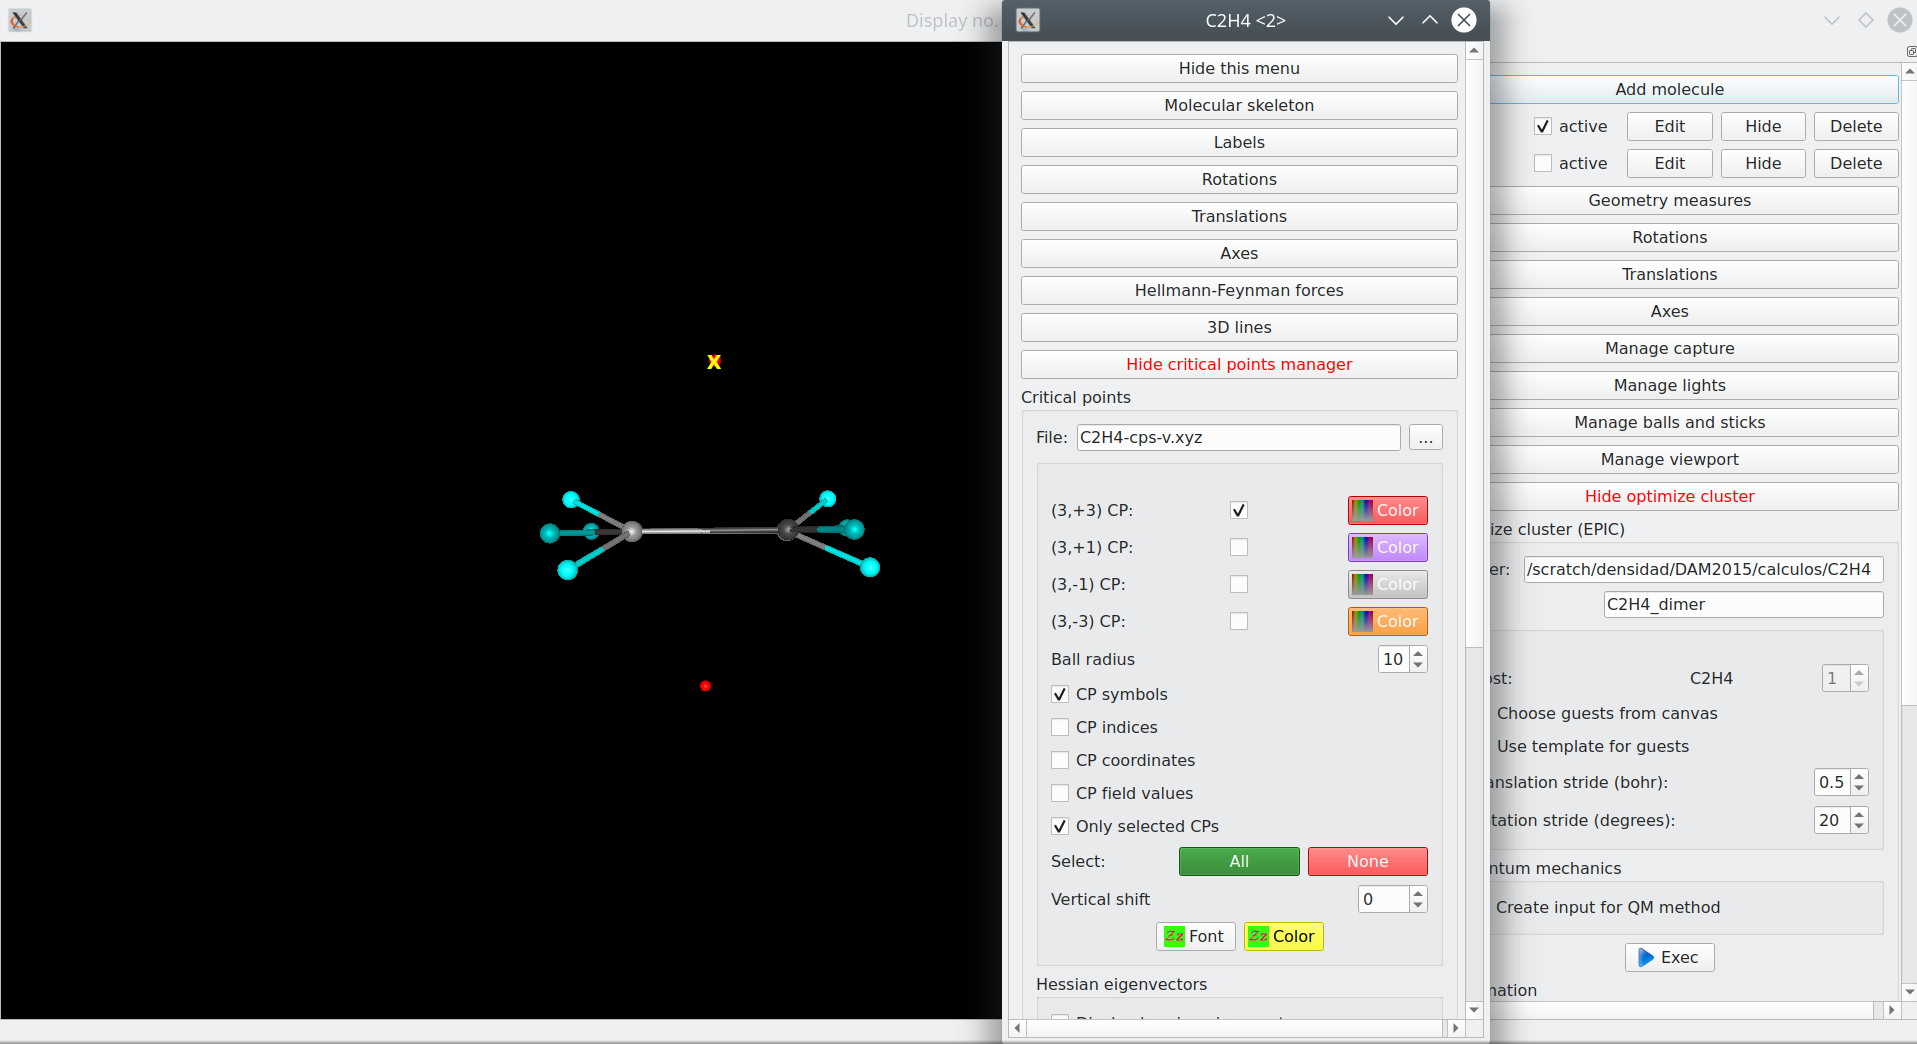 Display no.
x
C2H4 <2>
Hide this menu
Molecular skeleton
Labels
Rotations
Translations
Axes
Hellmann-Feynman forces
3D lines
Hide critical points manager
Critical points
File: C2H4-cps-v.xyz ...
(3,+3) CP: Color
(3,+1) CP: Color
(3,-1) CP: Color
(3,-3) CP: Color
Ball radius 10
CP symbols
CP indices
CP coordinates
CP field values
Only selected CPs
Select: All None
Vertical shift 0
Zz Font Zz Color
Hessian eigenvectors
Add molecule
active Edit Hide Delete
active Edit Hide Delete
Geometry measures
Rotations
Translations
Axes
Manage capture
Manage lights
Manage balls and sticks
Manage viewport
Hide optimize cluster
ize cluster (EPIC)
er: /scratch/densidad/DAM2015/calculos/C2H4
C2H4_dimer
st: C2H4 1
Choose guests from canvas
Use template for guests
anslation stride (bohr): 0.5
tation stride (degrees): 20
ntum mechanics
Create input for QM method
Exec
mation